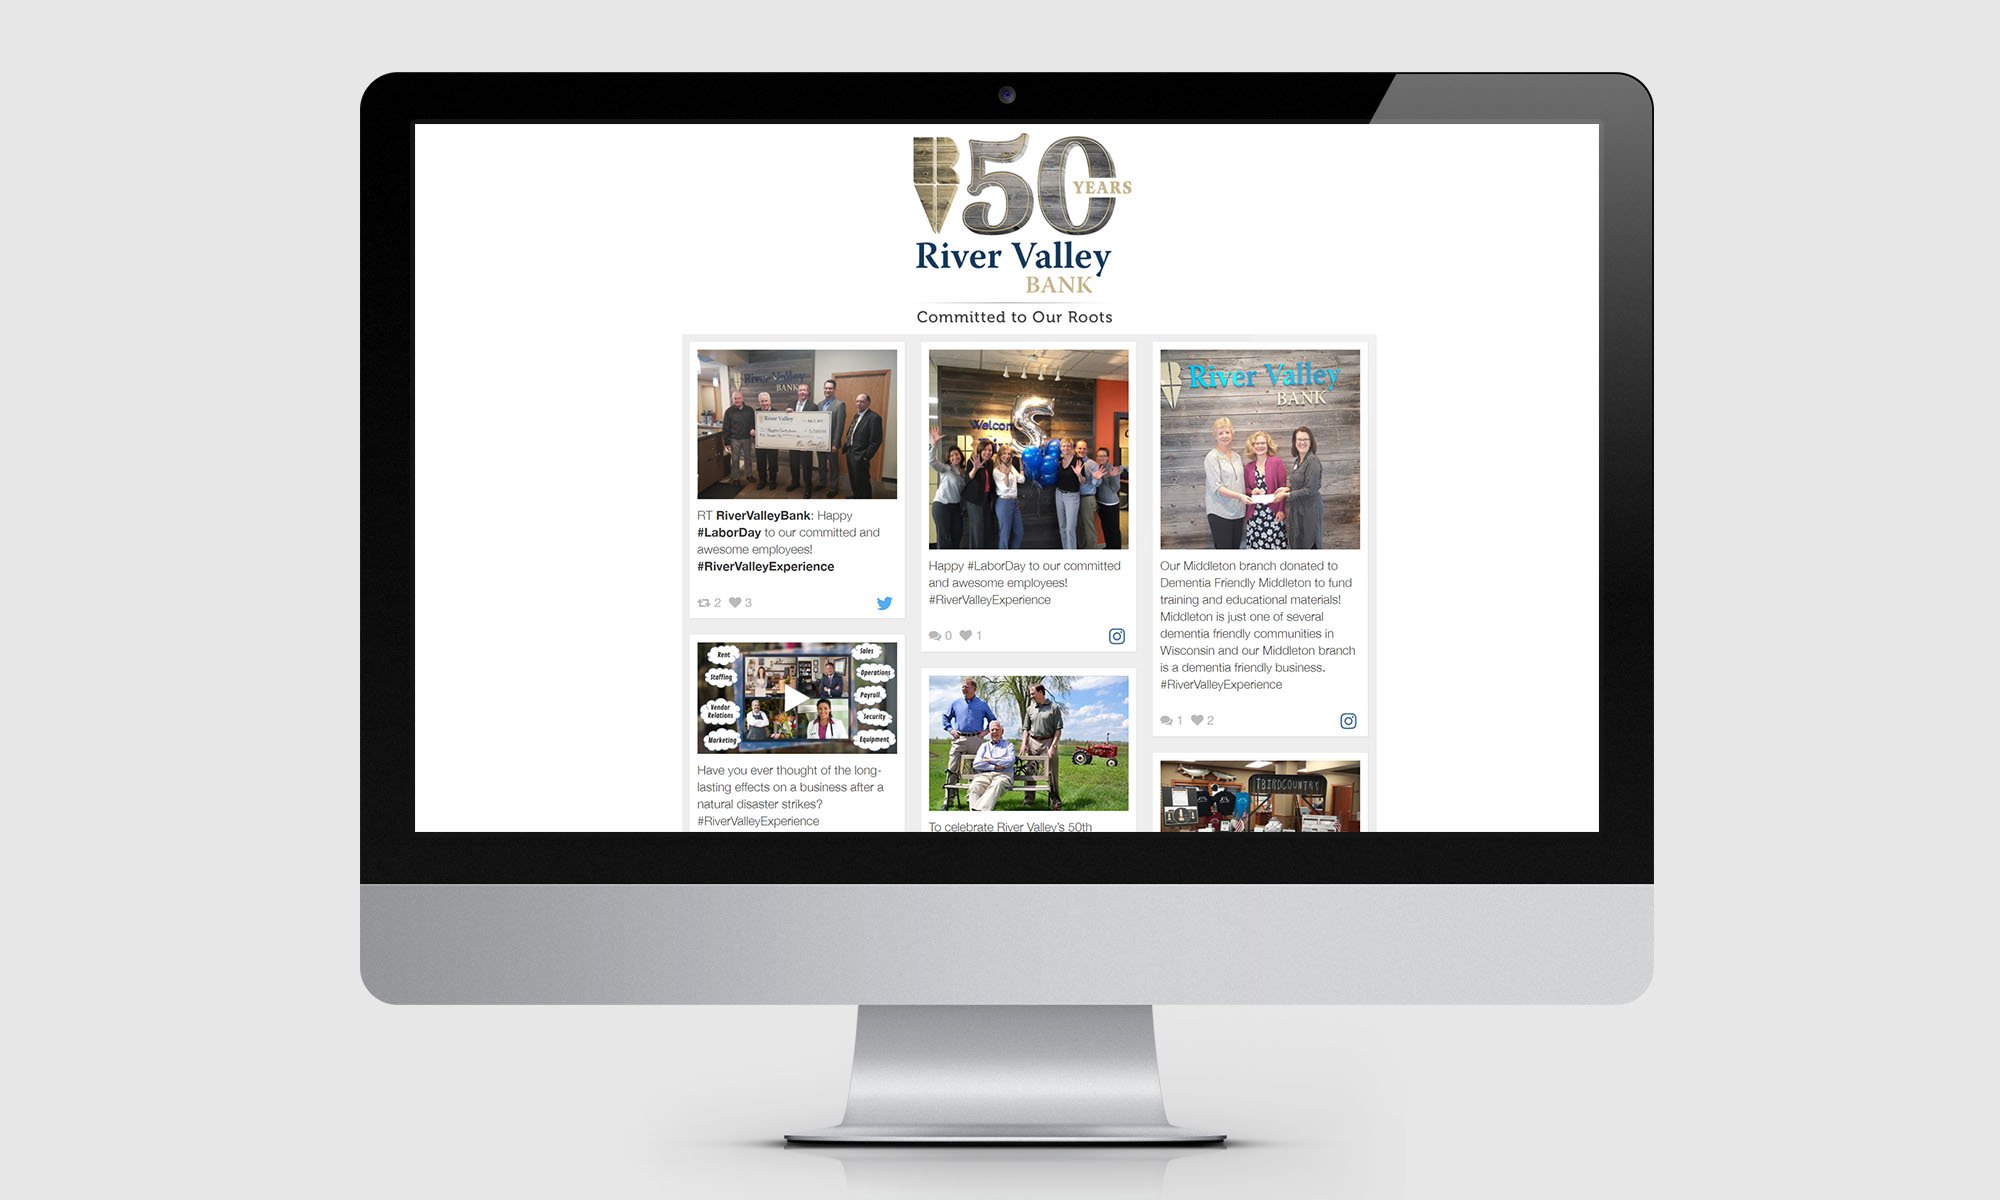 50
YEARS
River Valley
BANK
Committed to Our Roots
River Valley
BANK
River Valley
RT RiverValleyBank: Happy
#LaborDay to our committed and
awesome employees!
#RiverValleyExperience
2 3
Rent
Staffing
Vendor
Relations
Marketing
Sales
Operations
Payroll
Security
Equipment
Have you ever thought of the long-
lasting effects on a business after a
natural disaster strikes?
#RiverValleyExperience
Happy #LaborDay to our committed
and awesome employees!
#RiverValleyExperience
0 1
To celebrate River Valley's 50th
River Valley
BANK
Our Middleton branch donated to
Dementia Friendly Middleton to fund
training and educational materials!
Middleton is just one of several
dementia friendly communities in
Wisconsin and our Middleton branch
is a dementia friendly business.
#RiverValleyExperience
1 2
TBIRDCOUNTRY